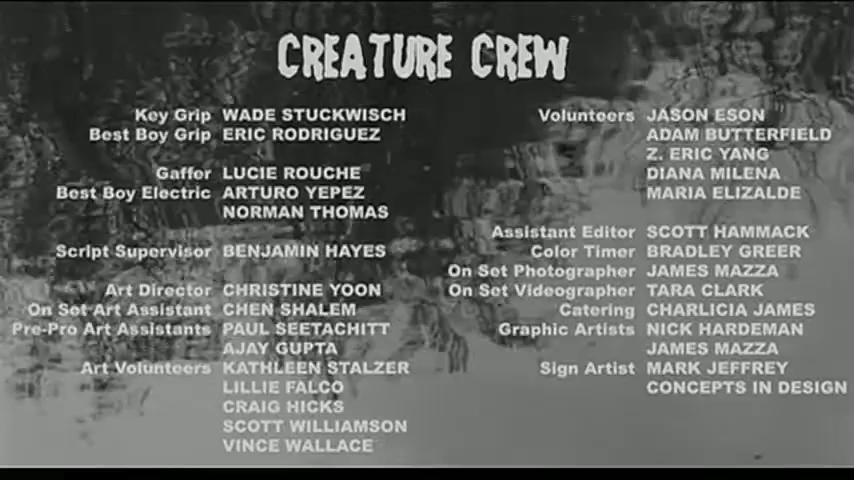 CREATURE CREW
Key Grip WADE STUCKWISCH
Best Boy Grip ERIC RODRIGUEZ
Gaffer LUCIE ROUCHE
Best Boy Electric ARTURO YEPEZ
NORMAN THOMAS
Script Supervisor BENJAMIN HAYES
Art Director CHRISTINE YOON
On Set Art Assistant CHEN SHALEM
Pre-Pro Art Assistants PAUL SEETACHITT
AJAY GUPTA
Art Volunteers KATHLEEN STALZER
LILLIE FALCO
CRAIG HICKS
SCOTT WILLIAMSON
VINCE WALLACE
Volunteers JASON ESON
ADAM BUTTERFIELD
Z. ERIC YANG
DIANA MILENA
MARIA ELIZALDE
Assistant Editor SCOTT HAMMACK
Color Timer BRADLEY GREER
On Set Photographer JAMES MAZZA
On Set Videographer TARA CLARK
Catering CHARLICIA JAMES
Graphic Artists NICK HARDEMAN
JAMES MAZZA
Sign Artist MARK JEFFREY
CONCEPTS IN DESIGN